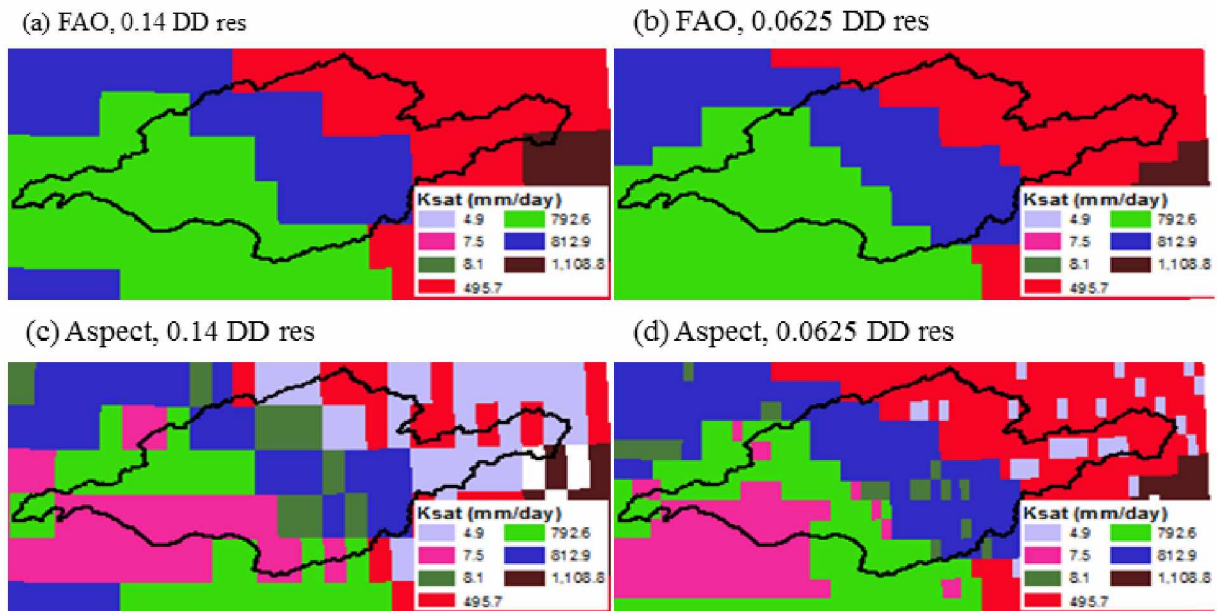 (a) FAO, 0.14 DD res
(b) FAO, 0.0625 DD res
Ksat (mm/day)
4.9 792.6
7.5 812.9
8.1 1,108.8
495.7
Ksat (mm/day)
4.9 792.6
7.5 812.9
8.1 1,108.8
495.7
(c) Aspect, 0.14 DD res
(d) Aspect, 0.0625 DD res
Ksat (mm/day)
4.9 792.6
7.5 812.9
8.1 1,108.8
495.7
Ksat (mm/day)
4.9 792.6
7.5 812.9
8.1 1,108.8
495.7